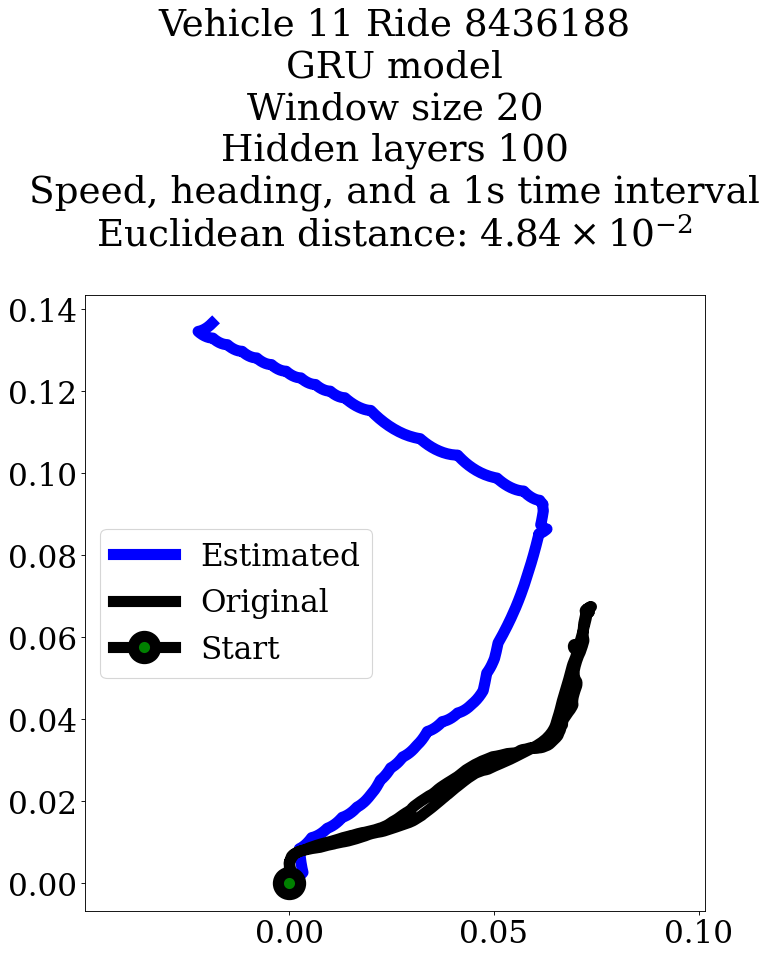 Vehicle 11 Ride 8436188
GRU model
Window size 20
Hidden layers 100
Speed, heading, and a 1s time interval
Euclidean distance: 4.84 × 10⁻²
0.14
0.12
0.10
0.08
0.06
0.04
0.02
0.00
Estimated
Original
Start
0.00 0.05 0.10